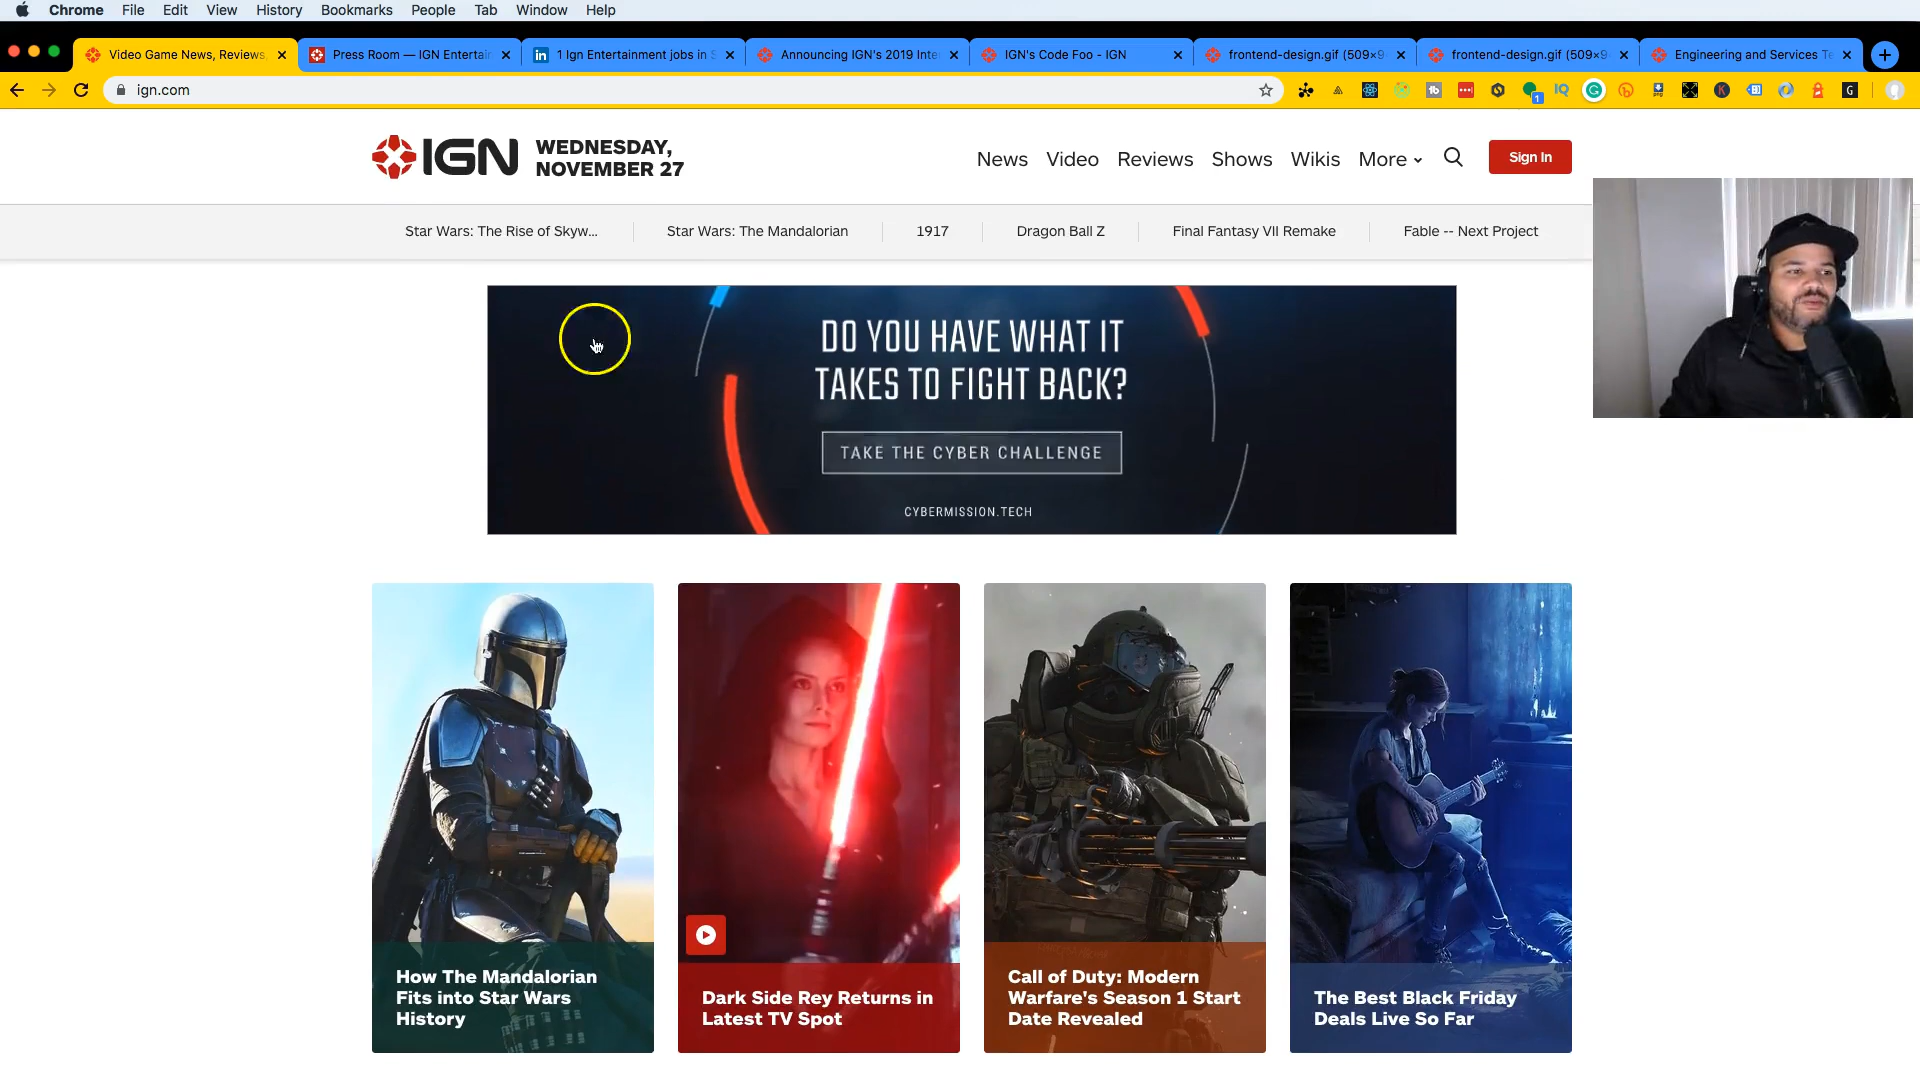 Chrome File Edit View History Bookmarks People Tab Window Help
Video Game News, Reviews,
Press Room — IGN Entertain
in 1 Ign Entertainment jobs in S
Announcing IGN's 2019 Inte
IGN's Code Foo - IGN
frontend-design.gif (509×9
frontend-design.gif (509×9
Engineering and Services Te
ign.com
IGN
WEDNESDAY,
NOVEMBER 27
News Video Reviews Shows Wikis More
Sign In
Star Wars: The Rise of Skyw...
Star Wars: The Mandalorian
1917
Dragon Ball Z
Final Fantasy VII Remake
Fable -- Next Project
DO YOU HAVE WHAT IT
TAKES TO FIGHT BACK?
TAKE THE CYBER CHALLENGE
CYBERMISSION.TECH
How The Mandalorian
Fits into Star Wars
History
Dark Side Rey Returns in
Latest TV Spot
Call of Duty: Modern
Warfare's Season 1 Start
Date Revealed
The Best Black Friday
Deals Live So Far